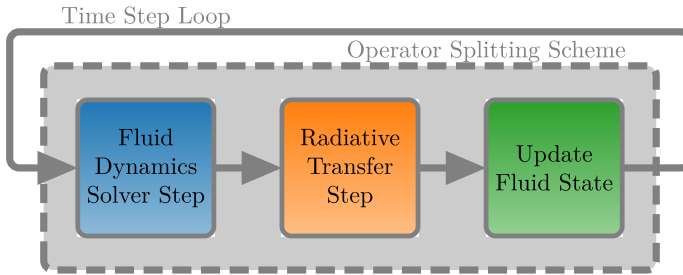 Time Step Loop
Operator Splitting Scheme
Fluid
Dynamics
Solver Step
Radiative
Transfer
Step
Update
Fluid State